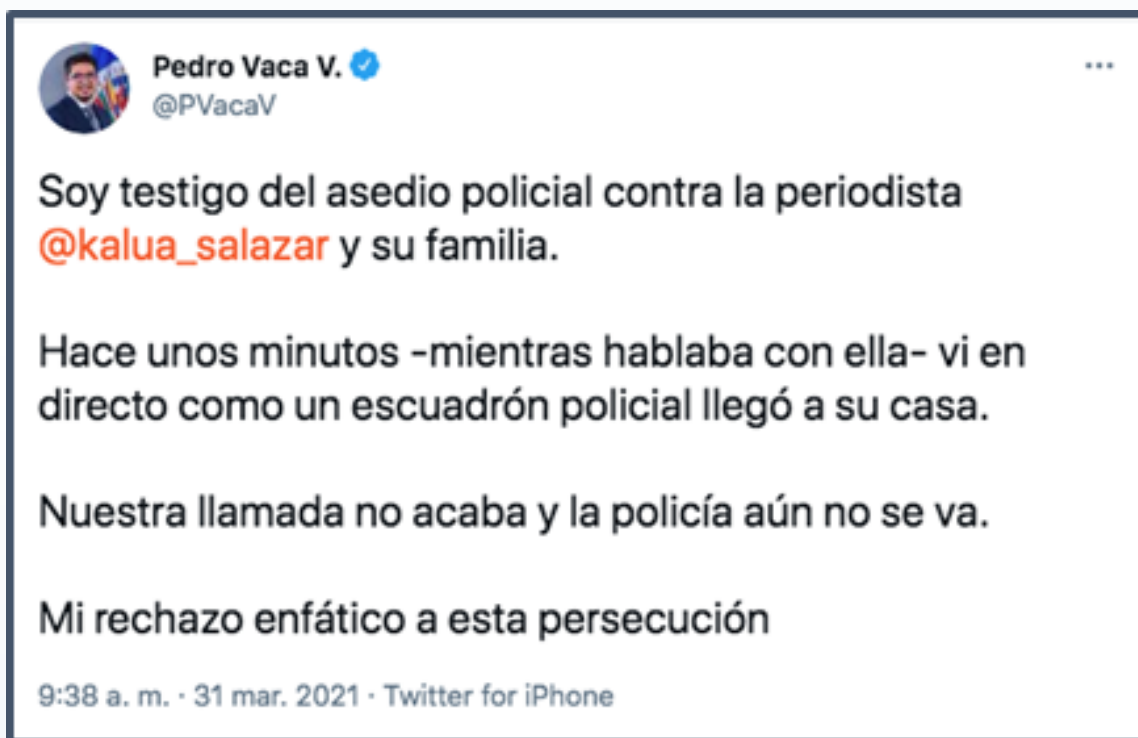 Pedro Vaca V.
@PVacaV
Soy testigo del asedio policial contra la periodista
@kalua_salazar y su familia.
Hace unos minutos -mientras hablaba con ella- vi en
directo como un escuadrón policial llegó a su casa.
Nuestra llamada no acaba y la policía aún no se va.
Mi rechazo enfático a esta persecución
9:38 a. m. · 31 mar. 2021 · Twitter for iPhone